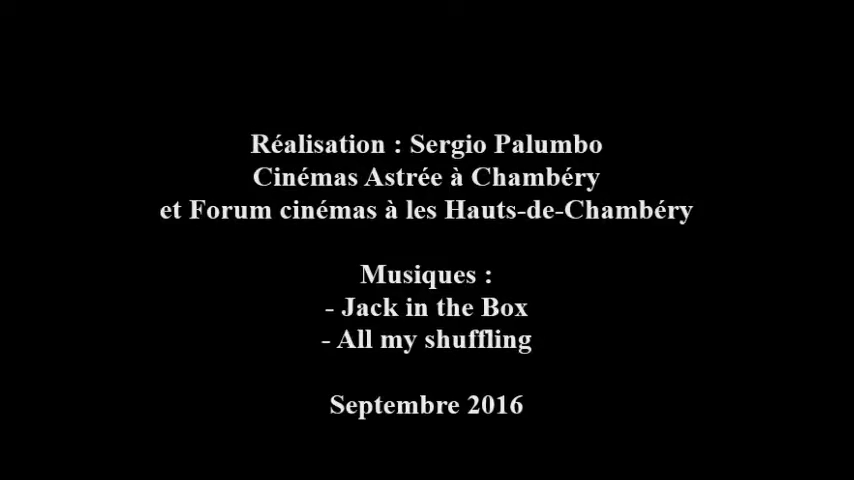 Réalisation : Sergio Palumbo
Cinémas Astrée à Chambéry
et Forum cinémas à les Hauts-de-Chambéry
Musiques :
- Jack in the Box
- All my shuffling
Septembre 2016